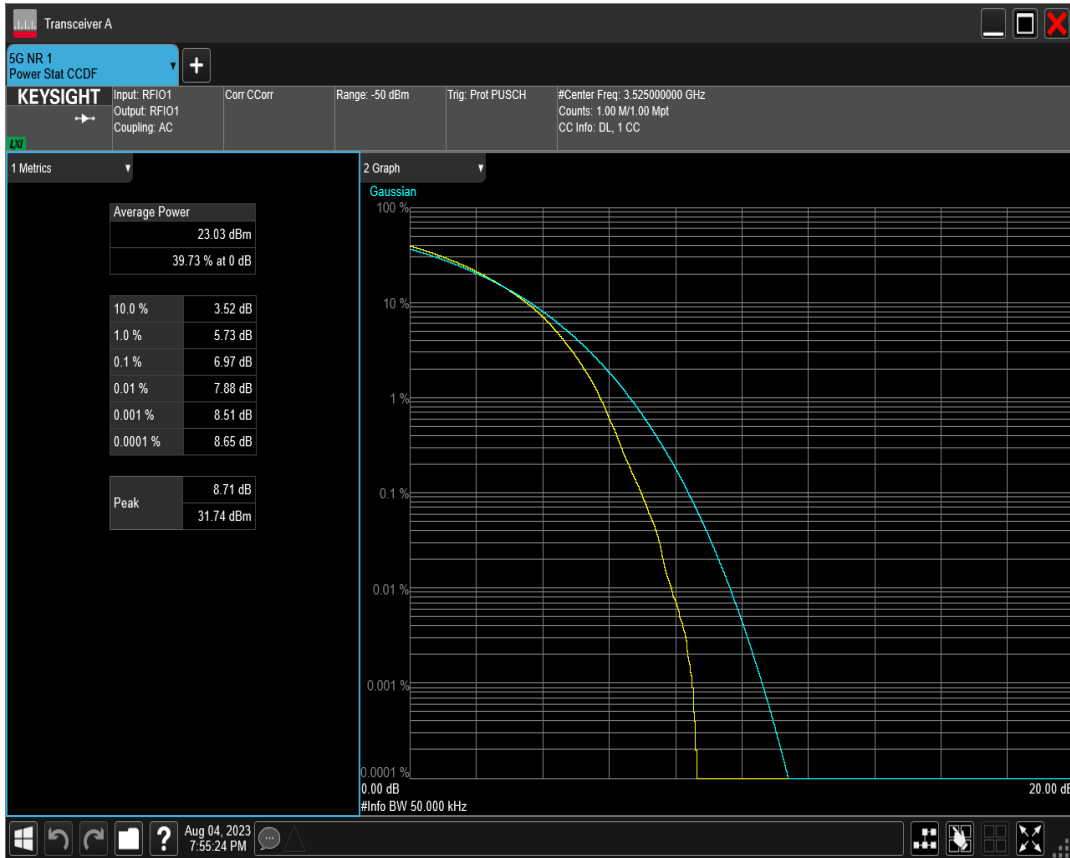 Transceiver A
5G NR 1
Power Stat CCDF
KEYSIGHT
LXI
Input: RFIO1
Output: RFIO1
Coupling: AC
Corr CCorr
Range: -50 dBm
Trig: Prot PUSCH
#Center Freq: 3.525000000 GHz
Counts: 1.00 M/1.00 Mpt
CC Info: DL, 1 CC
1 Metrics
Average Power
23.03 dBm
39.73 % at 0 dB
10.0 % 3.52 dB
1.0 % 5.73 dB
0.1 % 6.97 dB
0.01 % 7.88 dB
0.001 % 8.51 dB
0.0001 % 8.65 dB
Peak 8.71 dB
31.74 dBm
2 Graph
Gaussian
100 %
10 %
1 %
0.1 %
0.01 %
0.001 %
0.0001 %
0.00 dB 20.00 dB
#Info BW 50.000 kHz
?
Aug 04, 2023
7:55:24 PM